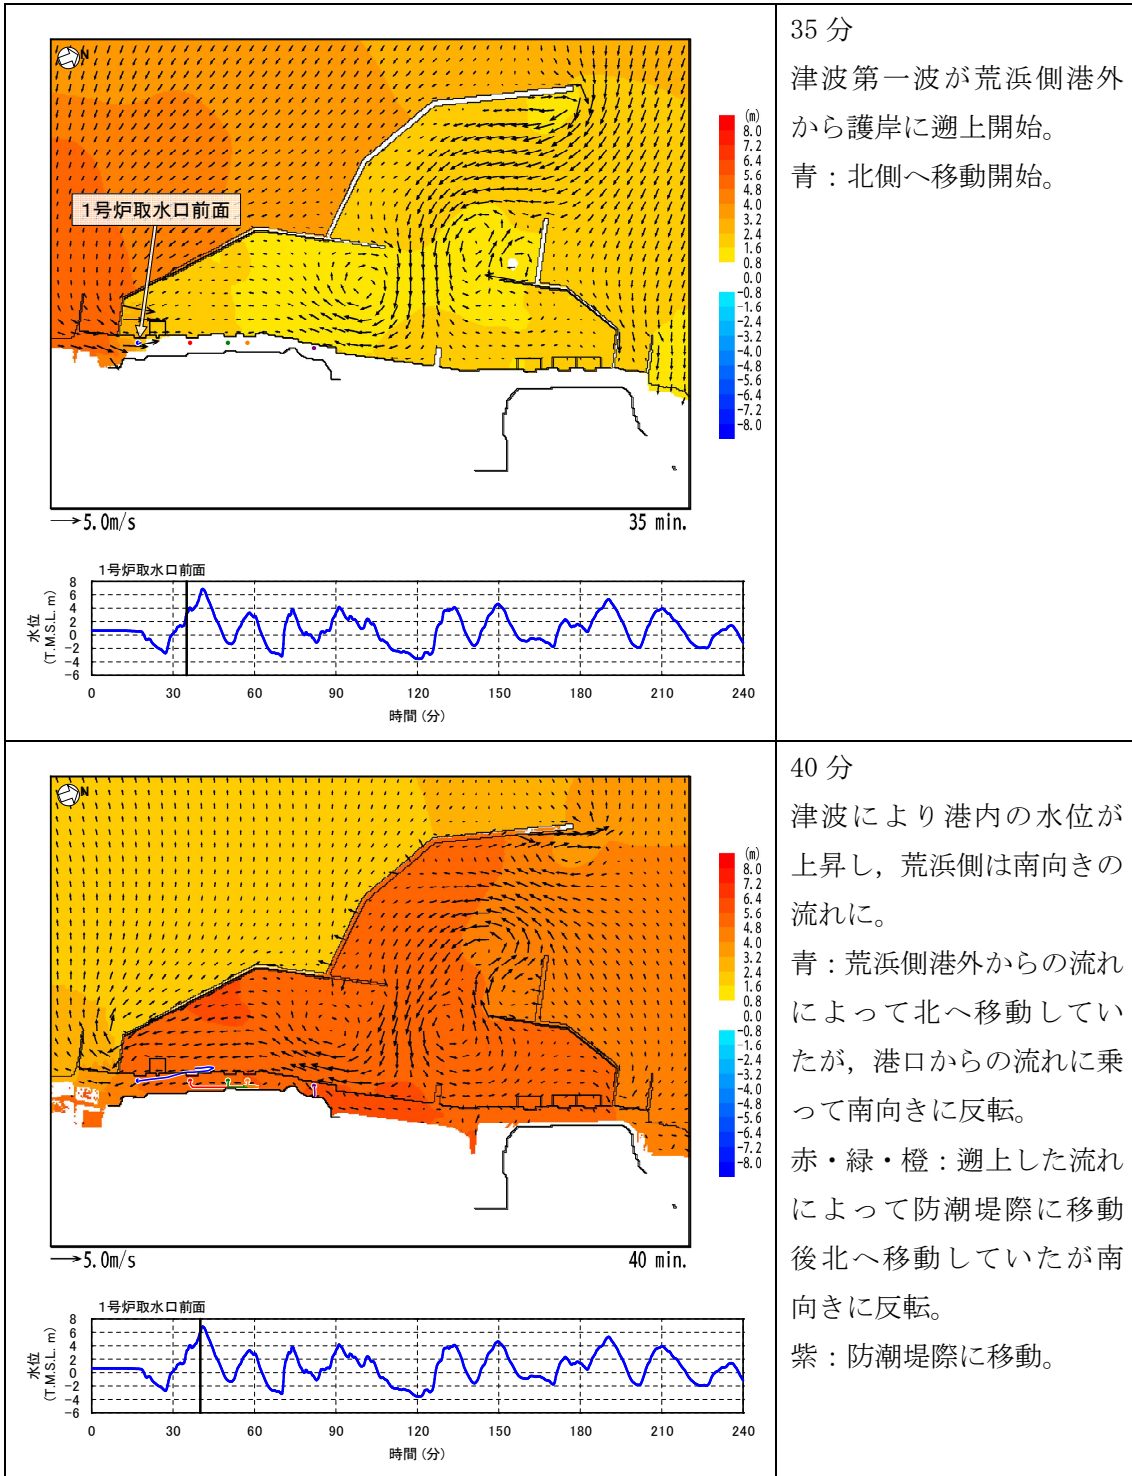 N
1号炉取水口前面
(m)
8.0
7.2
6.4
5.6
4.8
4.0
3.2
2.4
1.6
0.8
0.0
-0.8
-1.6
-2.4
-3.2
-4.0
-4.8
-5.6
-6.4
-7.2
-8.0
5.0m/s
35 min.
1号炉取水口前面
水位
(T.M.S.L. m)
8
6
4
2
0
-2
-4
-6
0 30 60 90 120 150 180 210 240
時間(分)
35 分
津波第一波が荒浜側港外
から護岸に遡上開始。
青：北側へ移動開始。
N
(m)
8.0
7.2
6.4
5.6
4.8
4.0
3.2
2.4
1.6
0.8
0.0
-0.8
-1.6
-2.4
-3.2
-4.0
-4.8
-5.6
-6.4
-7.2
-8.0
5.0m/s
40 min.
1号炉取水口前面
水位
(T.M.S.L. m)
8
6
4
2
0
-2
-4
-6
0 30 60 90 120 150 180 210 240
時間(分)
40 分
津波により港内の水位が
上昇し，荒浜側は南向きの
流れに。
青：荒浜側港外からの流れ
によって北へ移動してい
たが，港口からの流れに乗
って南向きに反転。
赤・緑・橙：遡上した流れ
によって防潮堤際に移動
後北へ移動していたが南
向きに反転。
紫：防潮堤際に移動。